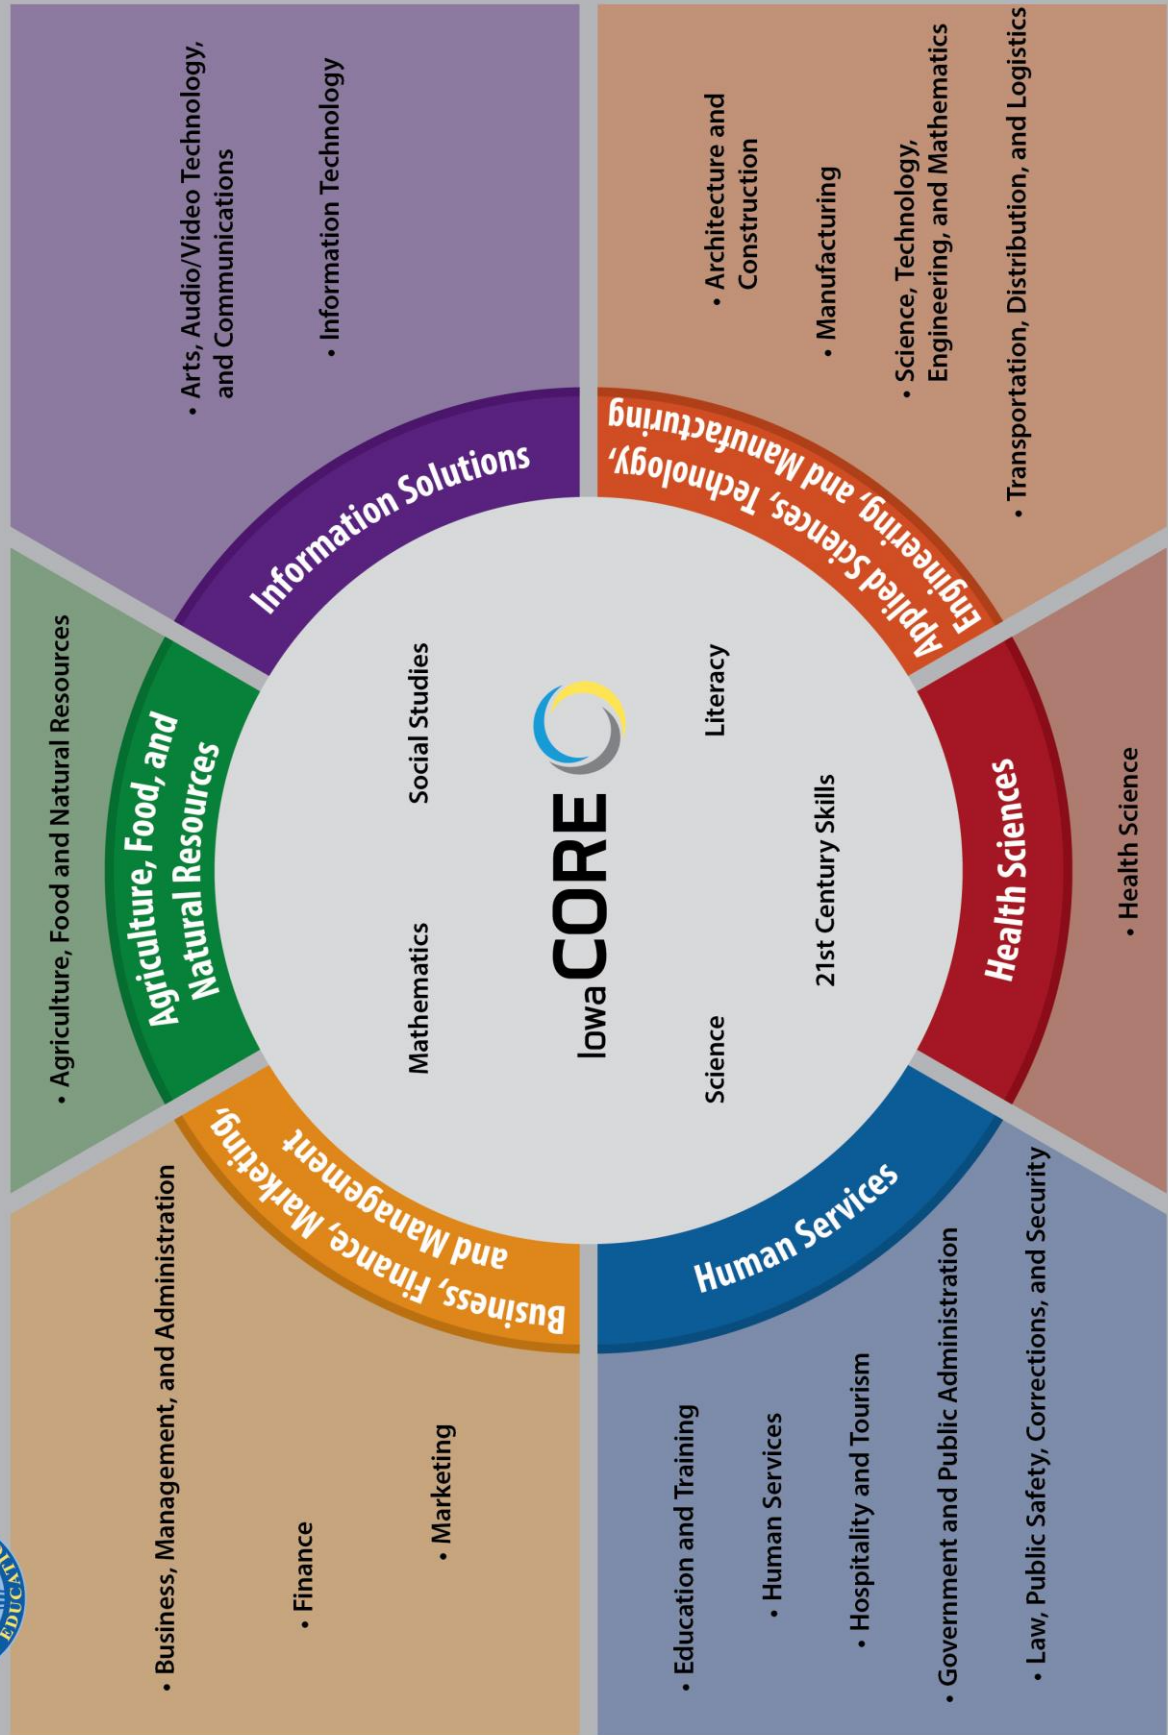 EDUCATIO
• Agriculture, Food and Natural Resources
Agriculture, Food, and
Natural Resources
• Business, Management, and Administration
• Finance
• Marketing
Business, Finance, Marketing,
and Management
• Arts, Audio/Video Technology,
and Communications
• Information Technology
Information Solutions
Mathematics
Social Studies
Iowa CORE
Science
Literacy
21st Century Skills
Human Services
• Education and Training
• Human Services
• Hospitality and Tourism
• Government and Public Administration
• Law, Public Safety, Corrections, and Security
Applied Sciences, Technology,
Engineering, and Manufacturing
• Architecture and
Construction
• Manufacturing
• Science, Technology,
Engineering, and Mathematics
• Transportation, Distribution, and Logistics
Health Sciences
• Health Science